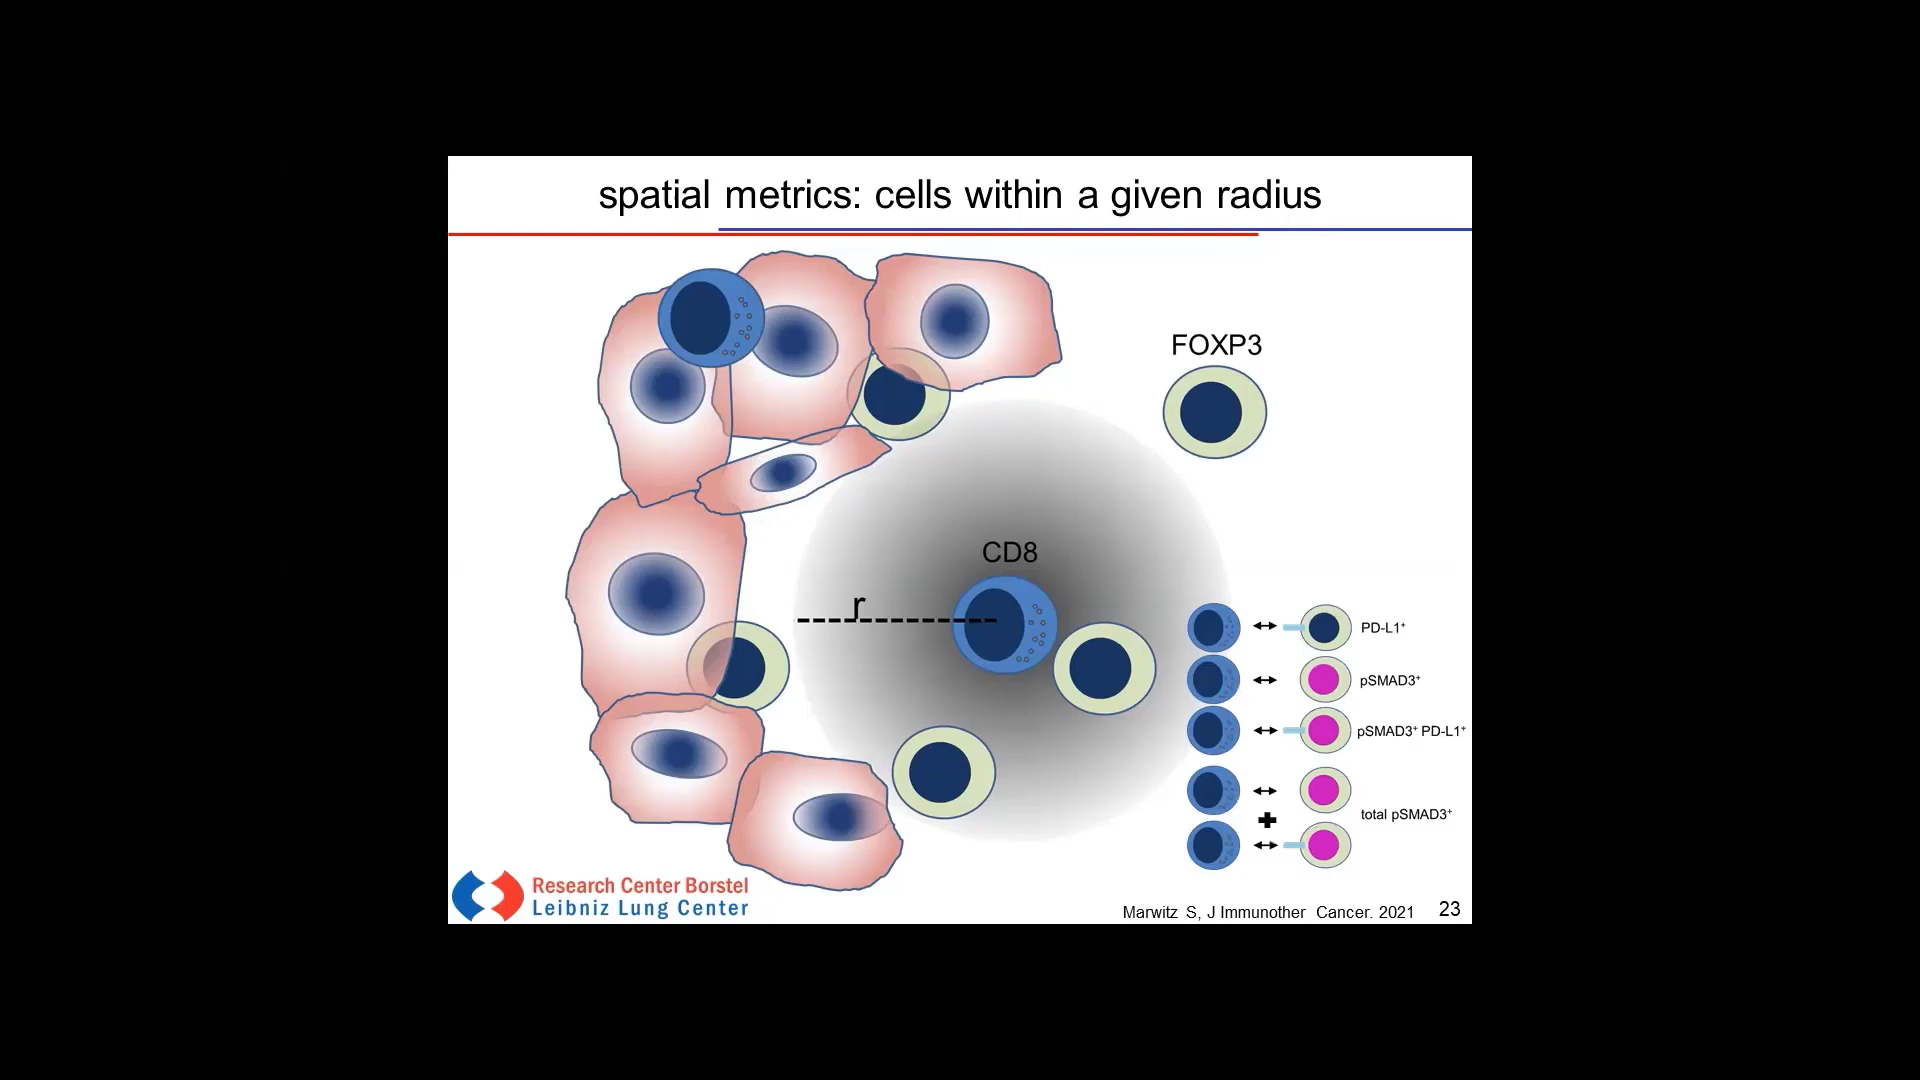 spatial metrics: cells within a given radius
FOXP3
CD8
r
PD-L1⁺
pSMAD3⁺
pSMAD3⁺ PD-L1⁺
total pSMAD3⁺
Research Center Borstel
Leibniz Lung Center
Marwitz S, J Immunother Cancer. 2021
23